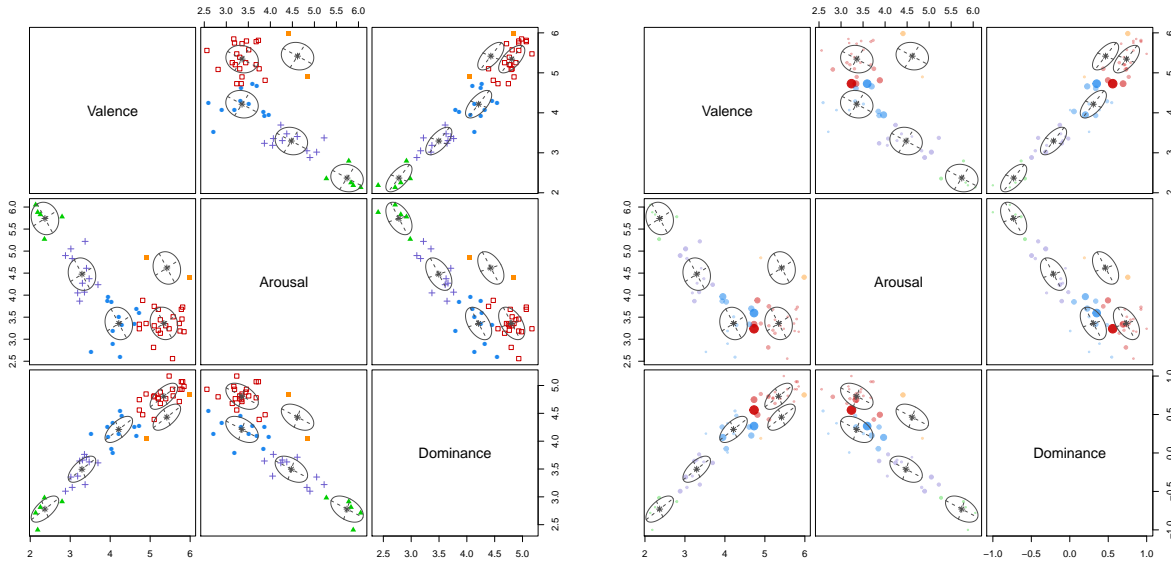 2.5 3.0 3.5 4.0 4.5 5.0 5.5 6.0 2.5 3.0 3.5 4.0 4.5 5.0 5.5 6.0
Valence 2 3 4 5 6 Valence 2 3 4 5 6
2.5 3.0 3.5 4.0 4.5 5.0 5.5 6.0 Arousal 2.5 3.0 3.5 4.0 4.5 5.0 5.5 6.0 Arousal
Dominance 2.5 3.0 3.5 4.0 4.5 5.0 Dominance -1.0 -0.5 0.0 0.5 1.0
2 3 4 5 6 2.5 3.0 3.5 4.0 4.5 5.0 2 3 4 5 6 -1.0 -0.5 0.0 0.5 1.0